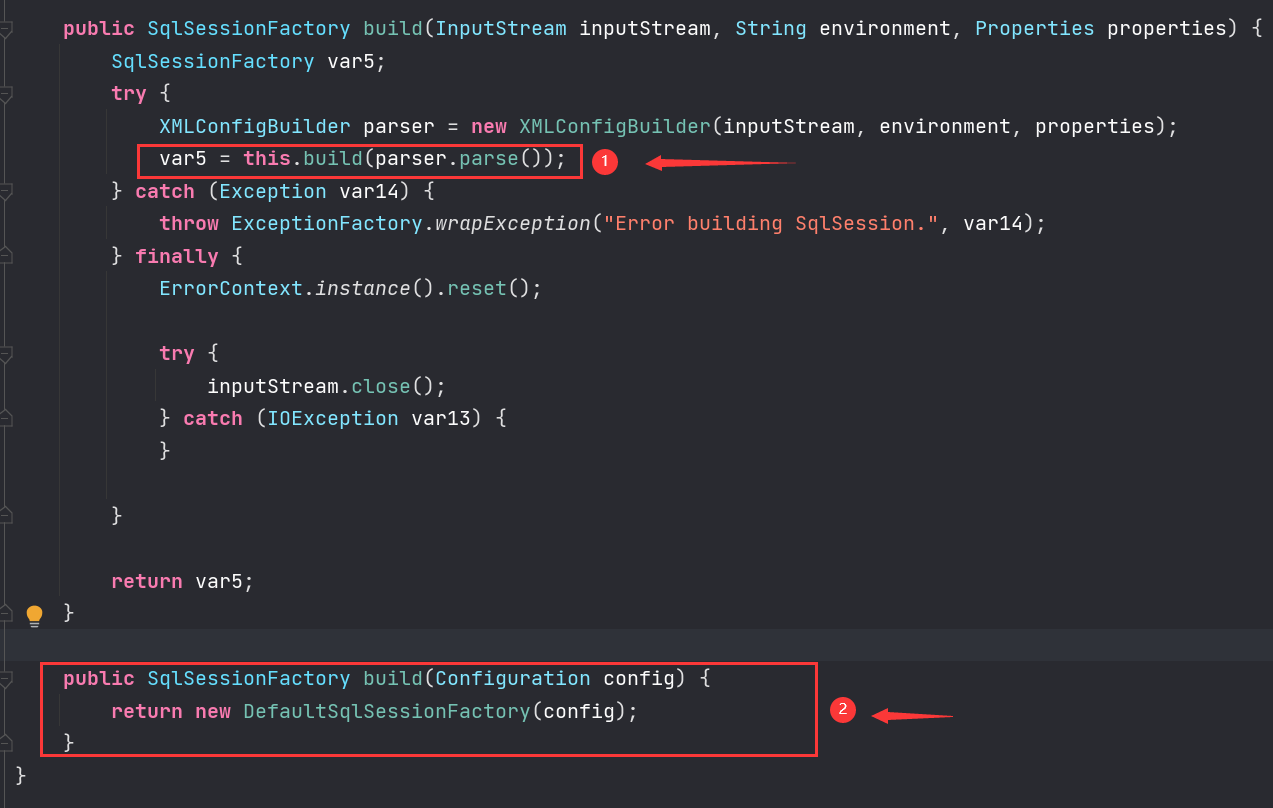 public SqlSessionFactory build(InputStream inputStream, String environment, Properties properties) {
SqlSessionFactory var5;
try {
XMLConfigBuilder parser = new XMLConfigBuilder(inputStream, environment, properties);
var5 = this.build(parser.parse()); 1
} catch (Exception var14) {
throw ExceptionFactory.wrapException("Error building SqlSession.", var14);
} finally {
ErrorContext.instance().reset();
try {
inputStream.close();
} catch (IOException var13) {
}
}
return var5;
}
public SqlSessionFactory build(Configuration config) {
return new DefaultSqlSessionFactory(config); 2
}
}